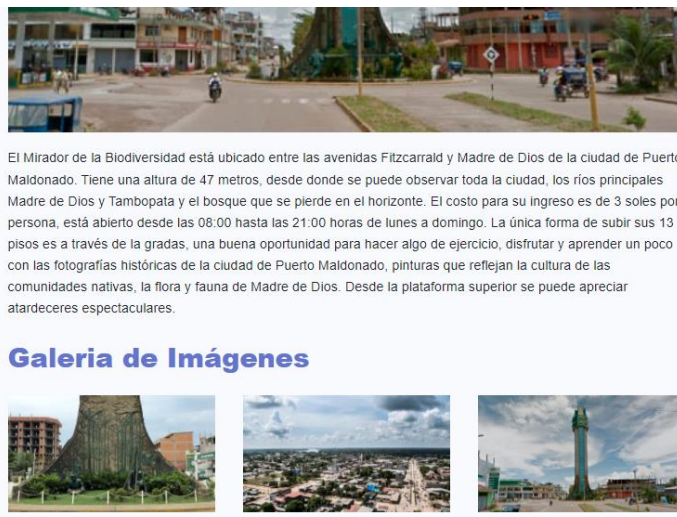 El Mirador de la Biodiversidad está ubicado entre las avenidas Fitzcarrald y Madre de Dios de la ciudad de Puerto
Maldonado. Tiene una altura de 47 metros, desde donde se puede observar toda la ciudad, los ríos principales
Madre de Dios y Tambopata y el bosque que se pierde en el horizonte. El costo para su ingreso es de 3 soles por
persona, está abierto desde las 08:00 hasta las 21:00 horas de lunes a domingo. La única forma de subir sus 13
pisos es a través de la gradas, una buena oportunidad para hacer algo de ejercicio, disfrutar y aprender un poco
con las fotografías históricas de la ciudad de Puerto Maldonado, pinturas que reflejan la cultura de las
comunidades nativas, la flora y fauna de Madre de Dios. Desde la plataforma superior se puede apreciar
atardeceres espectaculares.
Galeria de Imágenes